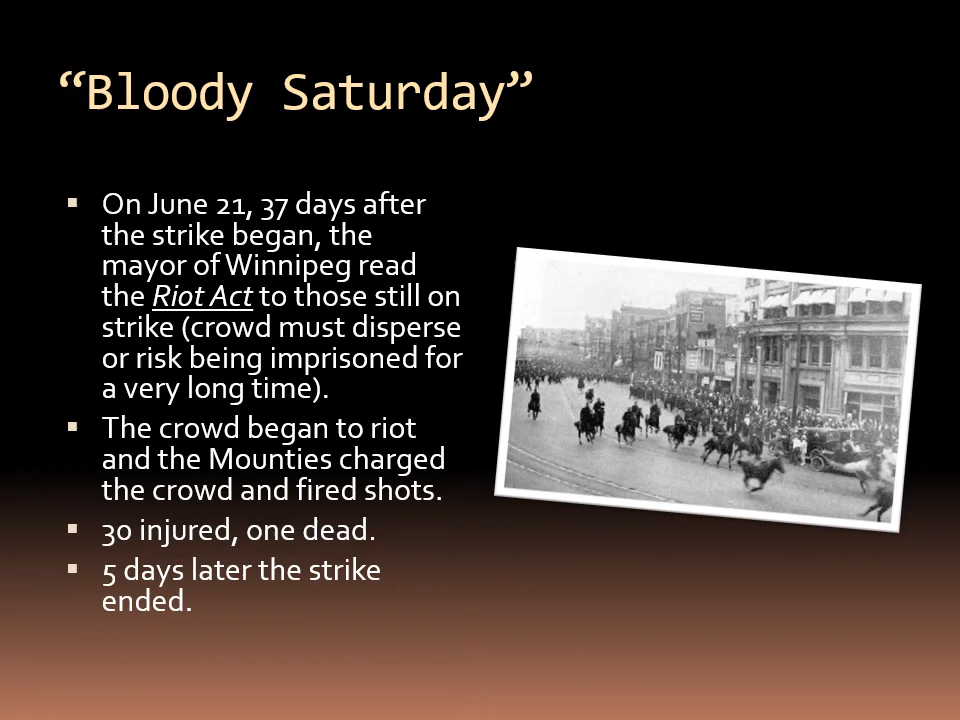 “Bloody Saturday”
On June 21, 37 days after
the strike began, the
mayor of Winnipeg read
the Riot Act to those still on
strike (crowd must disperse
or risk being imprisoned for
a very long time).
The crowd began to riot
and the Mounties charged
the crowd and fired shots.
30 injured, one dead.
5 days later the strike
ended.